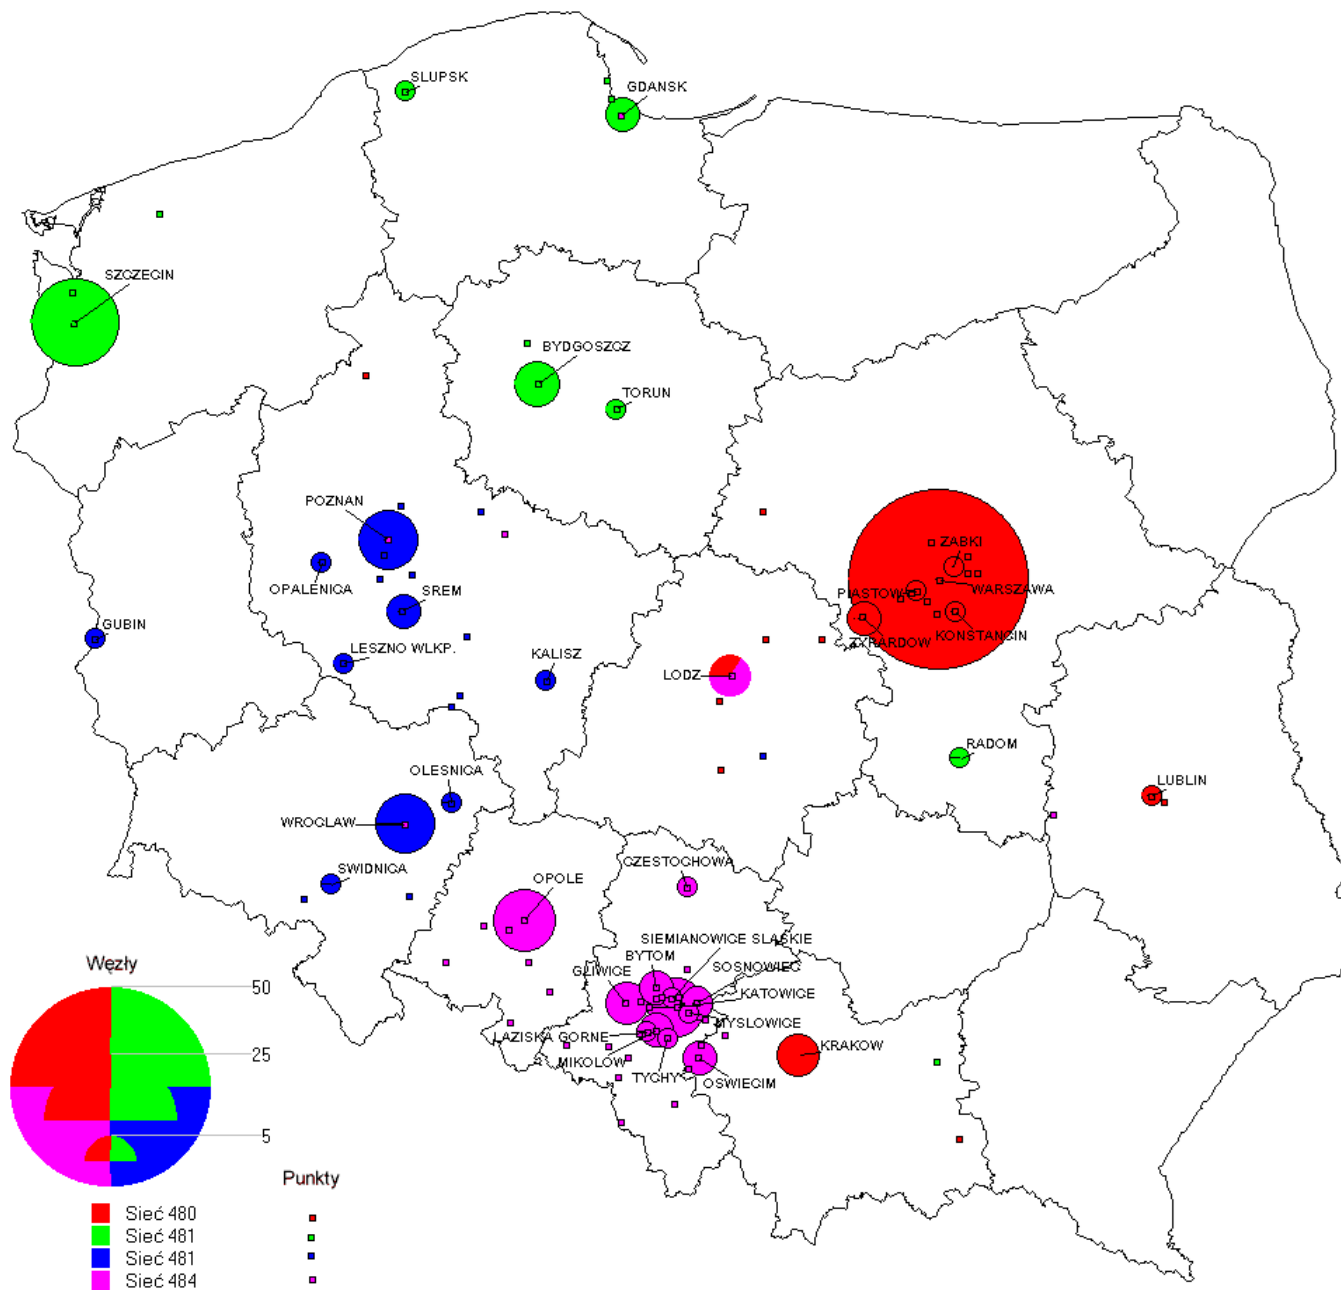 SLUPSK
GDANSK
SZCZECIN
BYDGOSZCZ
TORUN
POZNAN
ZABKI
OPALENICA
SREM
PIASTOW
WARSZAWA
GUBIN
KONSTANCIN
ZYRARDOW
LESZNO WLKP.
KALISZ
LODZ
RADOM
OLESNICA
LUBLIN
WROCLAW
SWIDNICA
CZESTOCHOWA
OPOLE
SIEMIANOWICE SLASKIE
BYTOM
SOSNOWIEC
GLIWICE
KATOWICE
MYSLOWICE
LAZISKA GORNE
KRAKOW
MIKOLOW
TYCHY
OSWIECIM
Węzły
50
25
5
Punkty
Sieć 480
Sieć 481
Sieć 481
Sieć 484